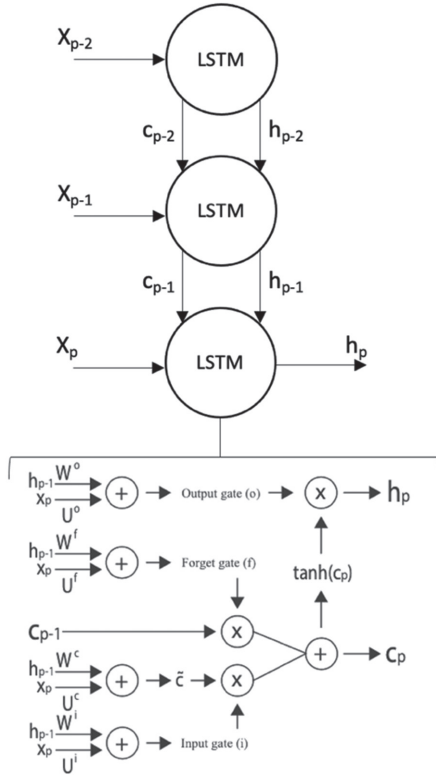 Xp-2
LSTM
cp-2 hp-2
Xp-1
LSTM
cp-1 hp-1
Xp
LSTM
hp
Wº
hp-1
xp
Uº
+ Output gate (o) x hp
Wf
hp-1
xp
Uf
+ Forget gate (f)
tanh(cp)
cp-1 x
+ cp
Wc
hp-1
xp
Uc
+ c̃ x
Wi
hp-1
xp
Ui
+ Input gate (i)